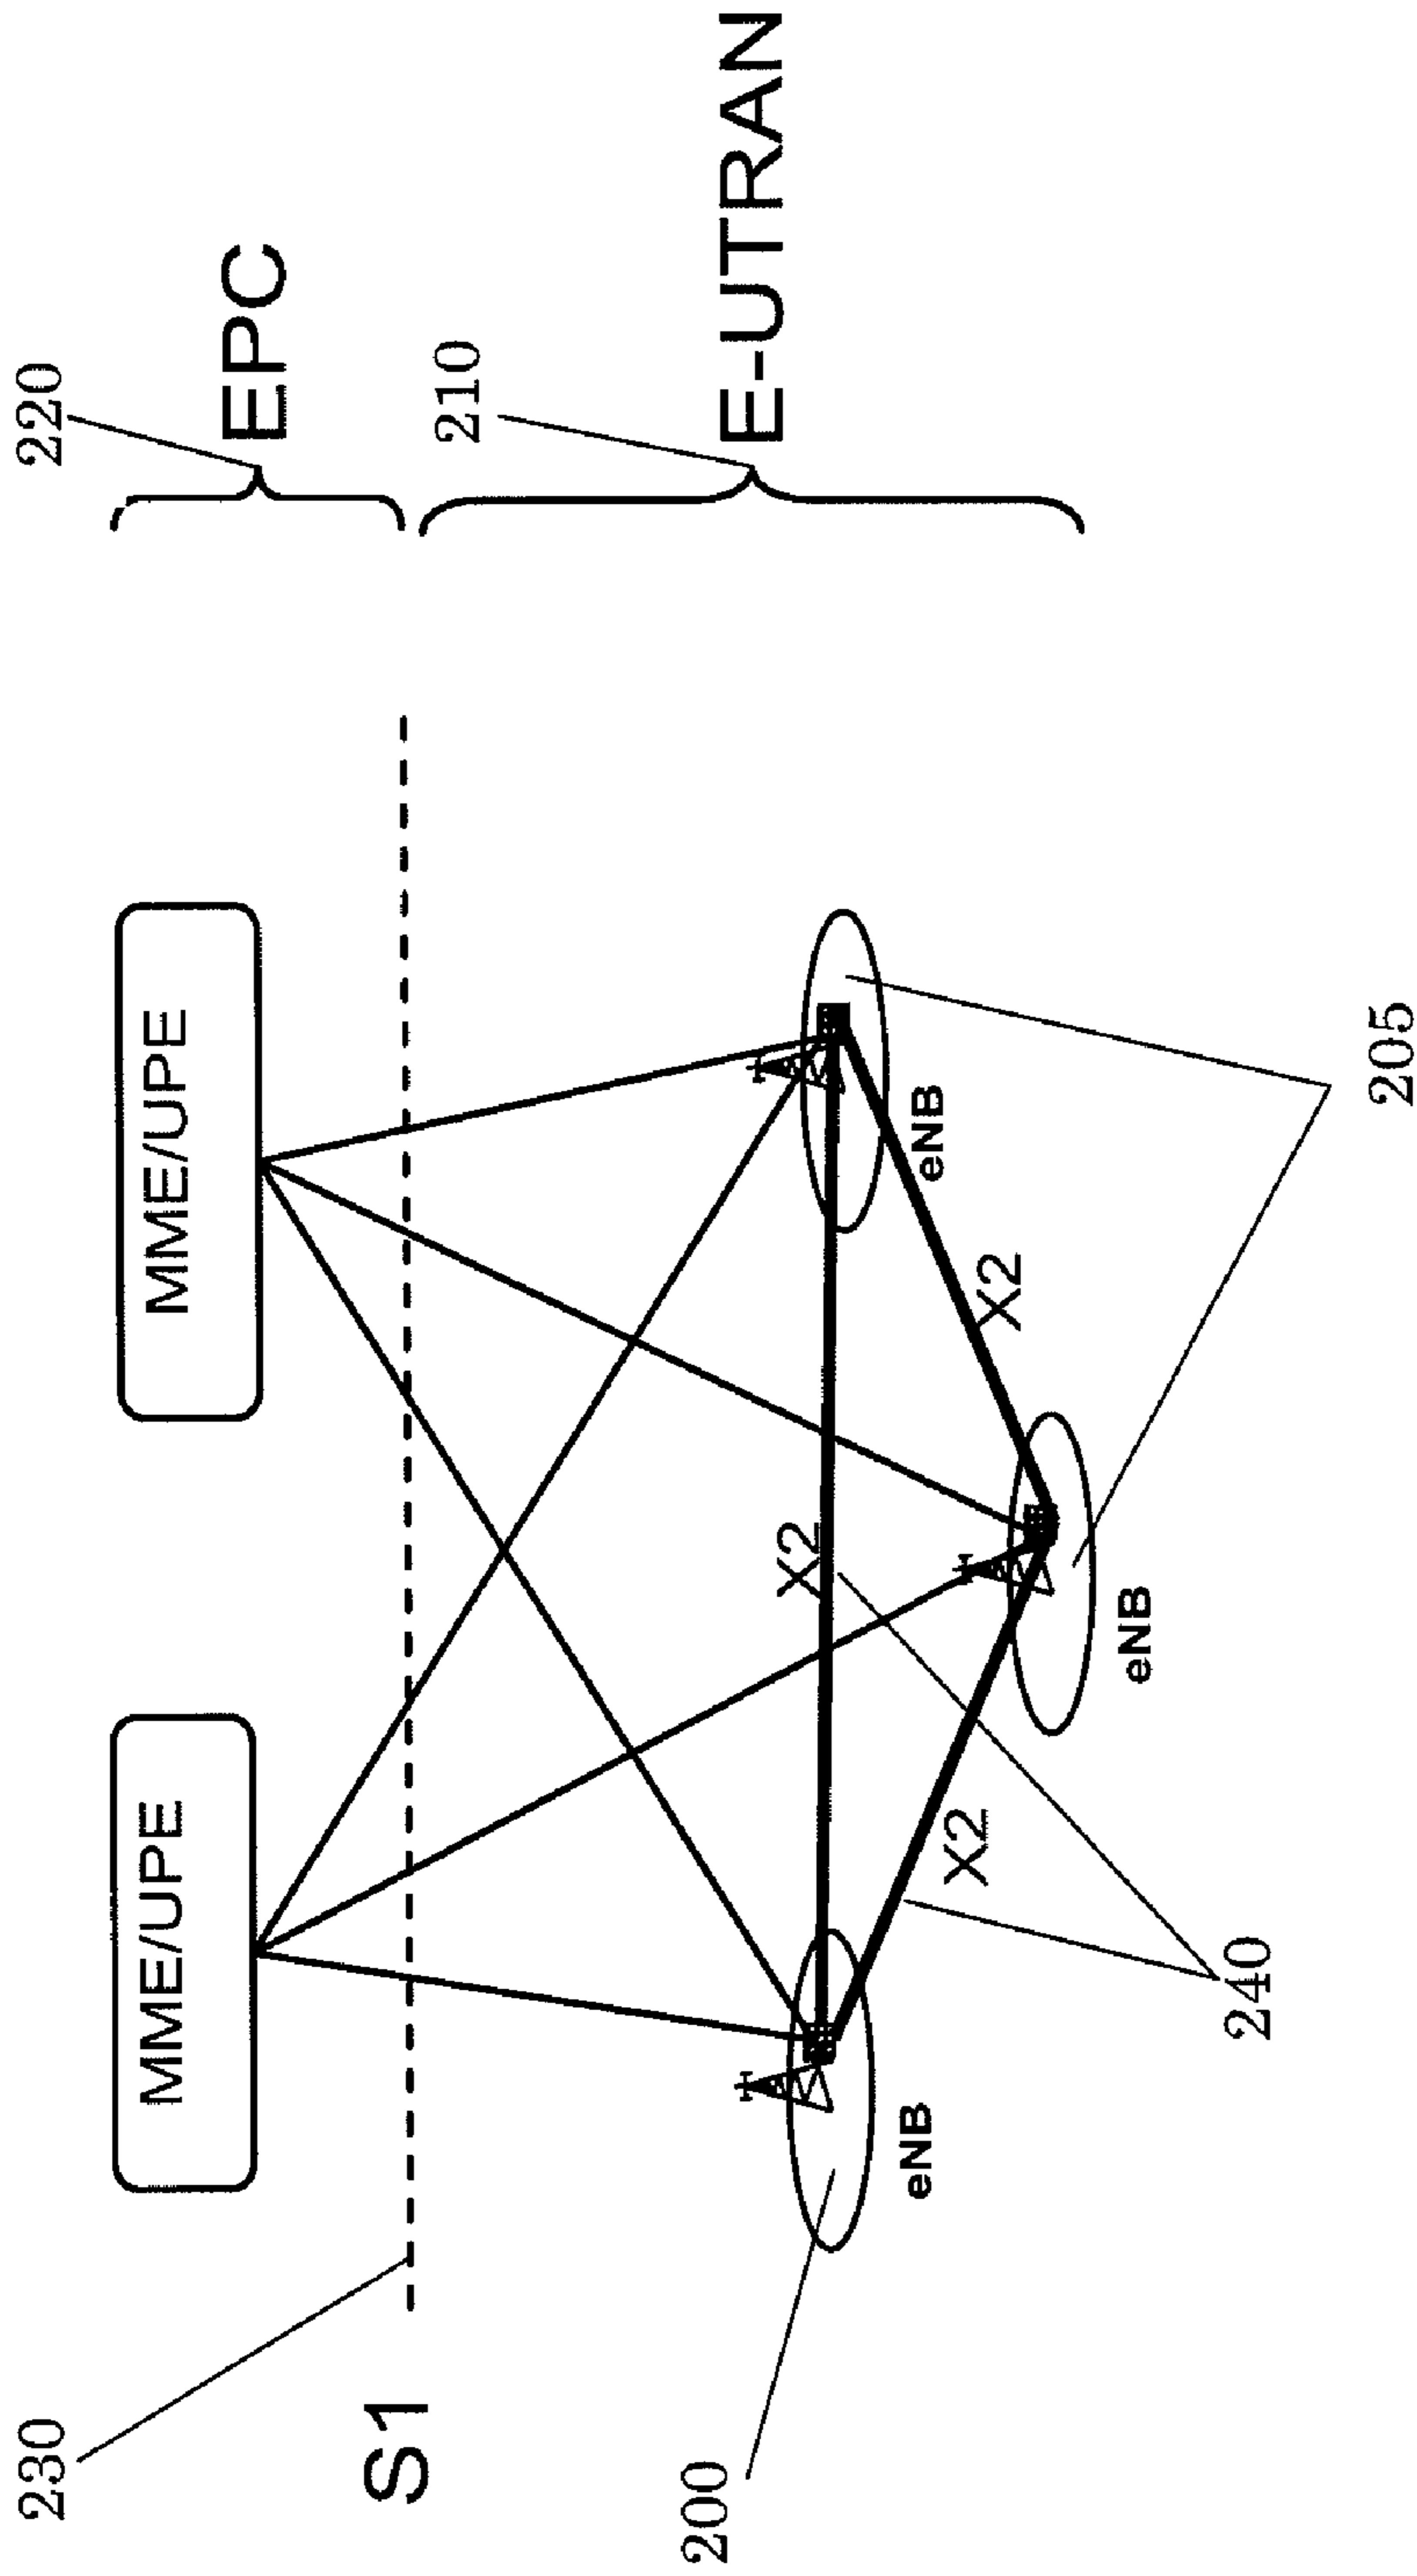 220
EPC
210
E-UTRAN
MME/UPE
MME/UPE
230
S1
X2
X2
X2
eNB
eNB
eNB
200
240
205